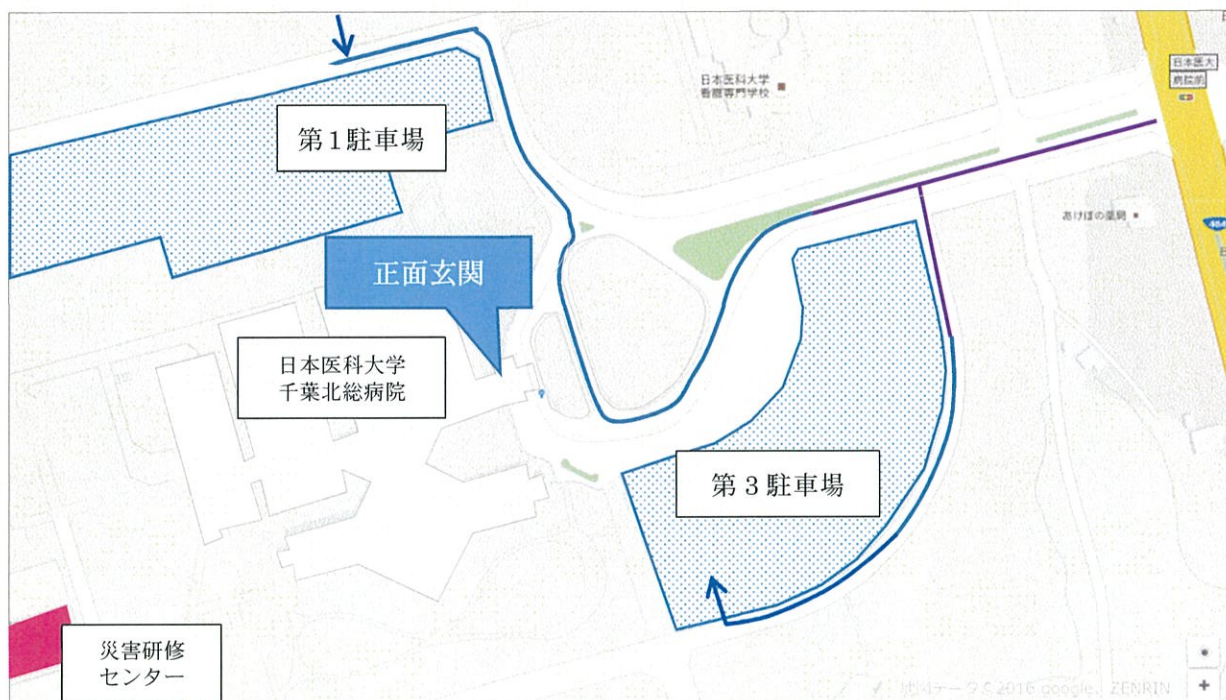 日本医科大学
看護専門学校
日本医大
病院前
第１駐車場
あけぼの薬局
464
正面玄関
日本医科大学
千葉北総病院
第３駐車場
災害研修
センター
地図データ©2016 google, ZENRIN